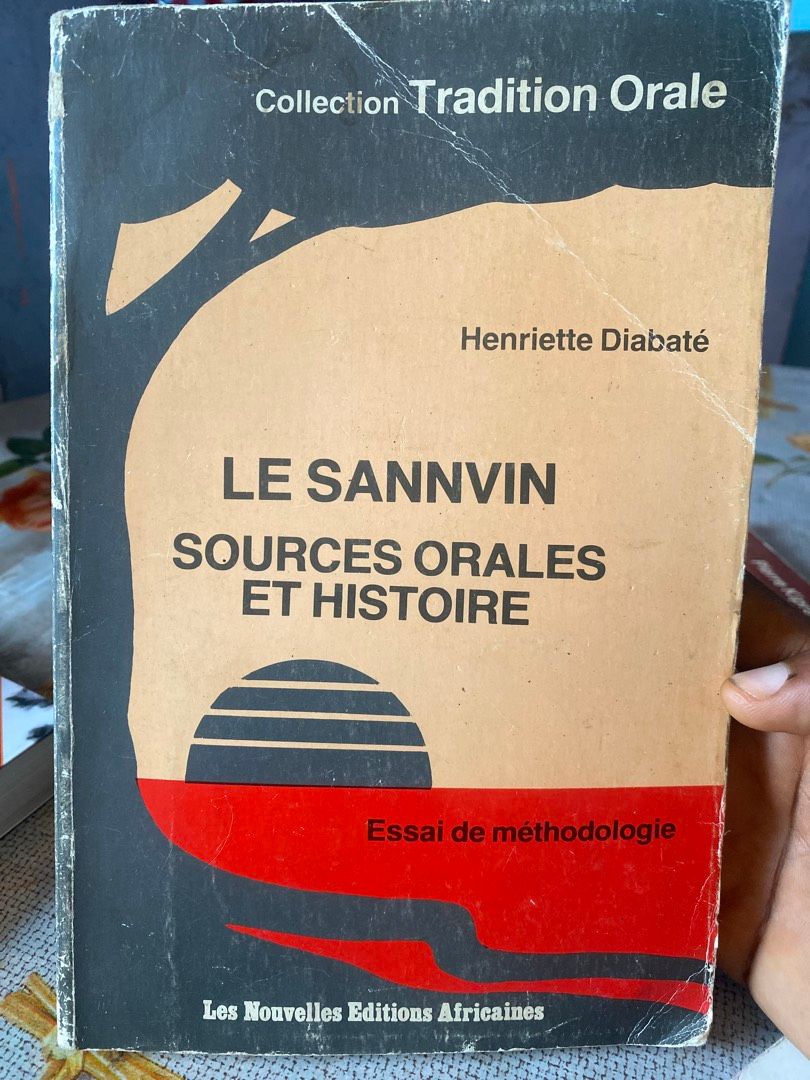 Collection Tradition Orale
Henriette Diabaté
LE SANNVIN
SOURCES ORALES
ET HISTOIRE
Essai de méthodologie
Les Nouvelles Editions Africaines